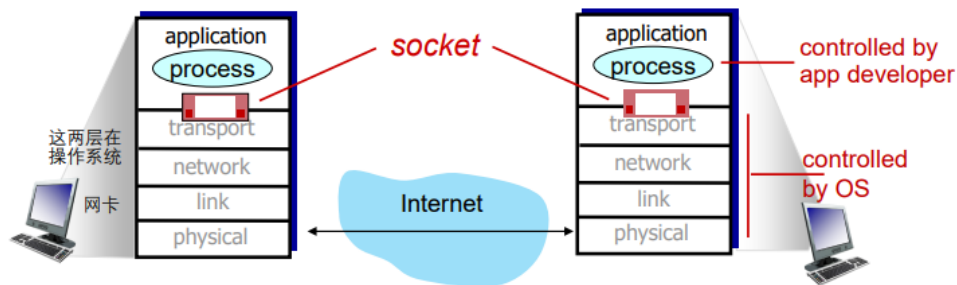 application
process
transport
network
link
physical
这两层在
操作系统
网卡
socket
Internet
application
process
transport
network
link
physical
controlled by
app developer
controlled
by OS